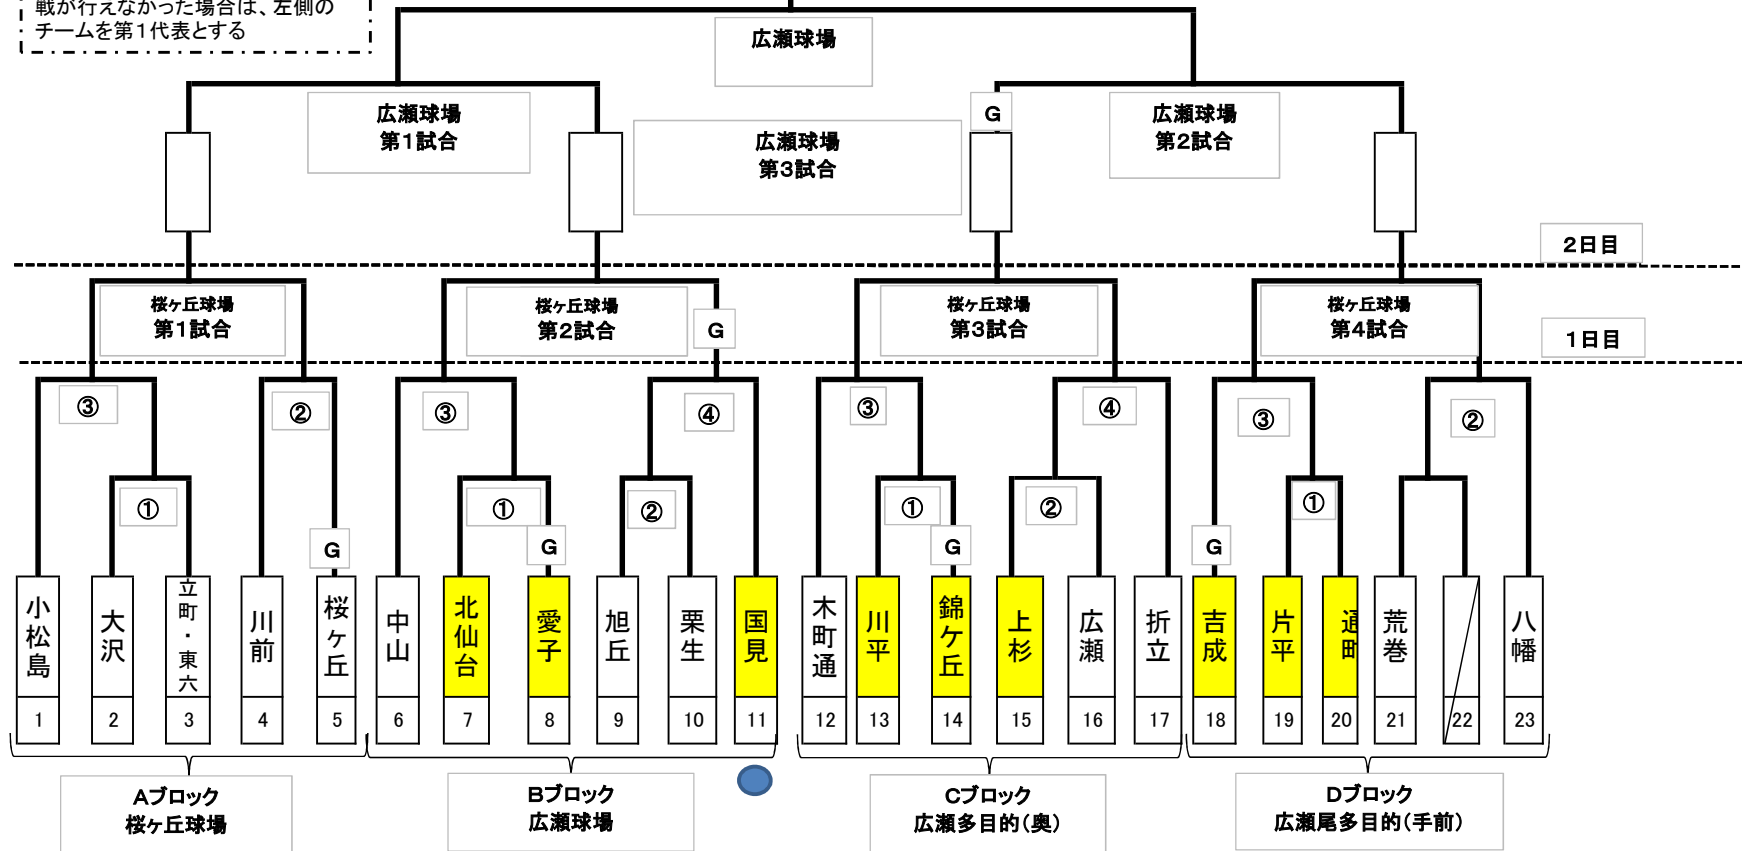 戦が行えなかった場合は、左側の
チームを第1代表とする
広瀬球場
広瀬球場
第1試合
広瀬球場
第3試合
G
広瀬球場
第2試合
2日目
桜ヶ丘球場
第1試合
桜ヶ丘球場
第2試合
G
桜ヶ丘球場
第3試合
桜ヶ丘球場
第4試合
1日目
③
②
③
④
③
④
③
②
①
①
②
①
②
①
G
G
G
G
小松島
大沢
立町・東六
川前
桜ヶ丘
中山
北仙台
愛子
旭丘
栗生
国見
木町通
川平
錦ケ丘
上杉
広瀬
折立
吉成
片平
通町
荒巻
八幡
1
2
3
4
5
6
7
8
9
10
11
12
13
14
15
16
17
18
19
20
21
22
23
Aブロック
桜ヶ丘球場
Bブロック
広瀬球場
Cブロック
広瀬多目的(奥)
Dブロック
広瀬尾多目的(手前)